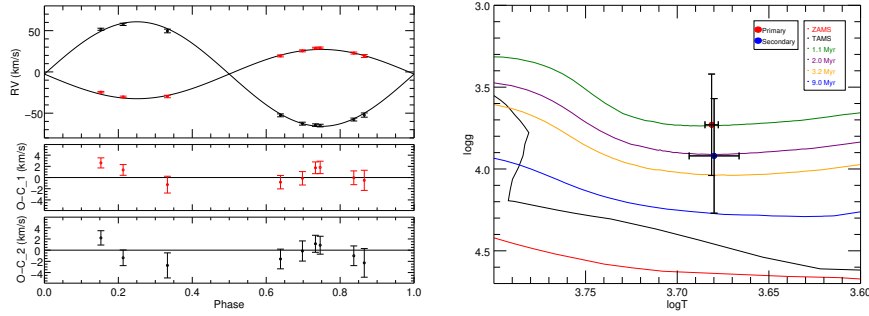 50
0
−50
RV (km/s)
4
2
0
−2
−4
O−C_1 (km/s)
4
2
0
−2
−4
O−C_2 (km/s)
0.0 0.2 0.4 0.6 0.8 1.0
Phase
3.0
3.5
4.0
4.5
logg
3.75 3.70 3.65 3.60
logT
Primary
Secondary
ZAMS
TAMS
1.1 Myr
2.0 Myr
3.2 Myr
9.0 Myr